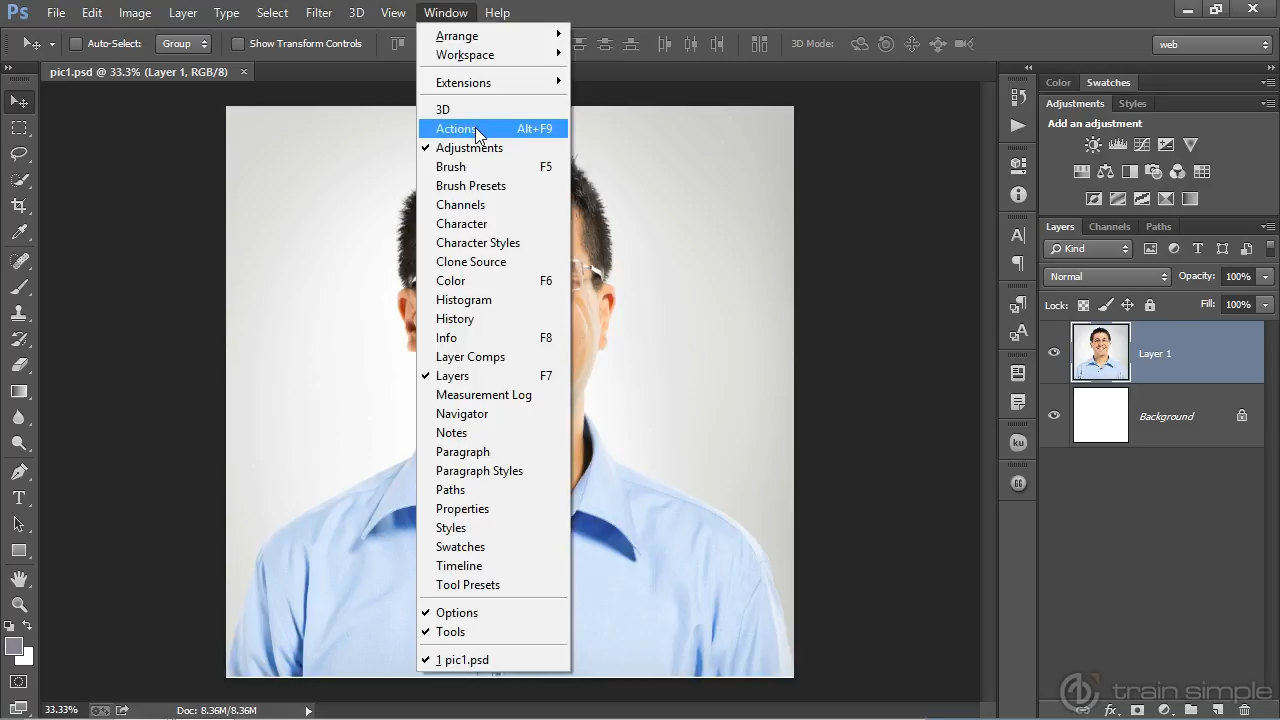 Ps File Edit Image Layer Type Select Filter 3D View Window Help
Auto-Select: Group Show Transform Controls 3D Mode: web
pic1.psd @ 33.3% (Layer 1, RGB/8) ×
Arrange
Workspace
Extensions
3D
Actions Alt+F9
Adjustments
Brush F5
Brush Presets
Channels
Character
Character Styles
Clone Source
Color F6
Histogram
History
Info F8
Layer Comps
Layers F7
Measurement Log
Navigator
Notes
Paragraph
Paragraph Styles
Paths
Properties
Styles
Swatches
Timeline
Tool Presets
Options
Tools
1 pic1.psd
Color Swatches
Adjustments Styles
Add an adjustment
Layers Channels Paths
Kind
Normal Opacity: 100%
Lock: Fill: 100%
Layer 1
Background
ku
33.33% Doc: 8.36M/8.36M
train simple